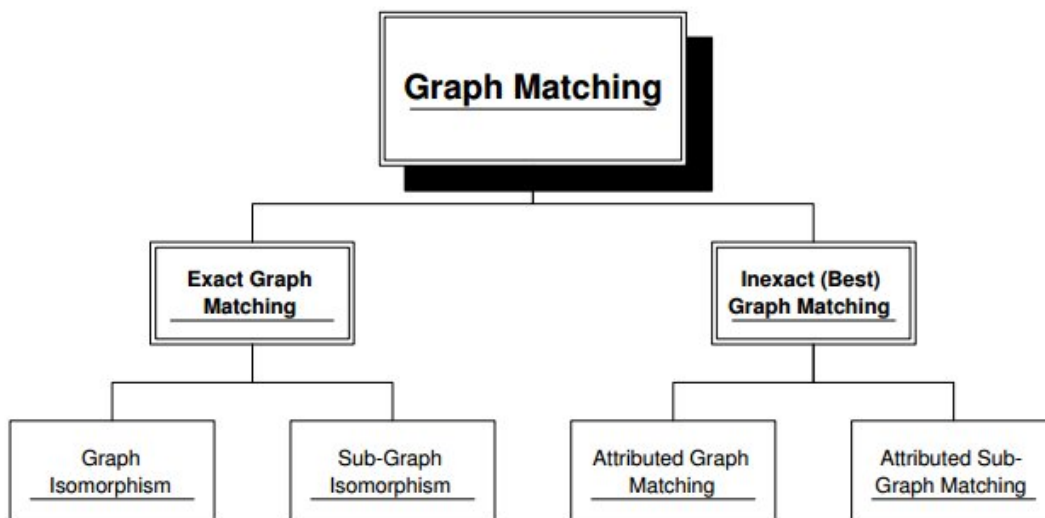 Graph Matching
Exact Graph
Matching
Inexact (Best)
Graph Matching
Graph
Isomorphism
Sub-Graph
Isomorphism
Attributed Graph
Matching
Attributed Sub-
Graph Matching